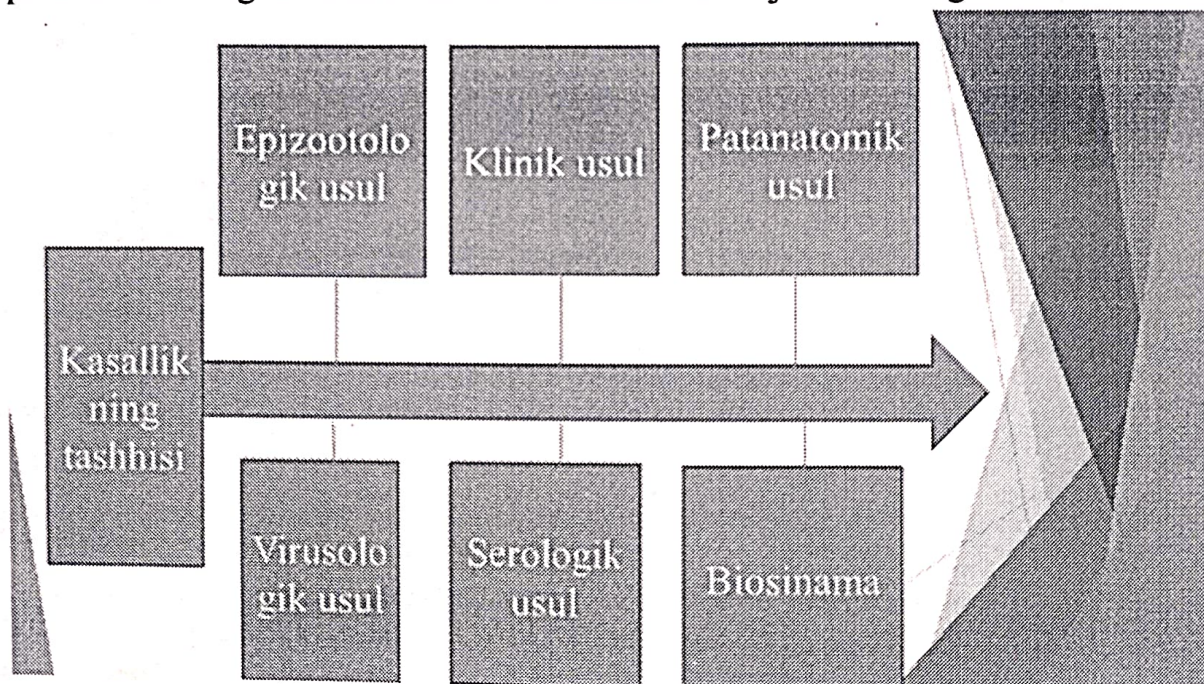 Epizootolo
gik usul
Klinik usul
Patanatomik
usul
Kasallik
ning
tashhisi
Virusolo
gik usul
Serologik
usul
Biosinama